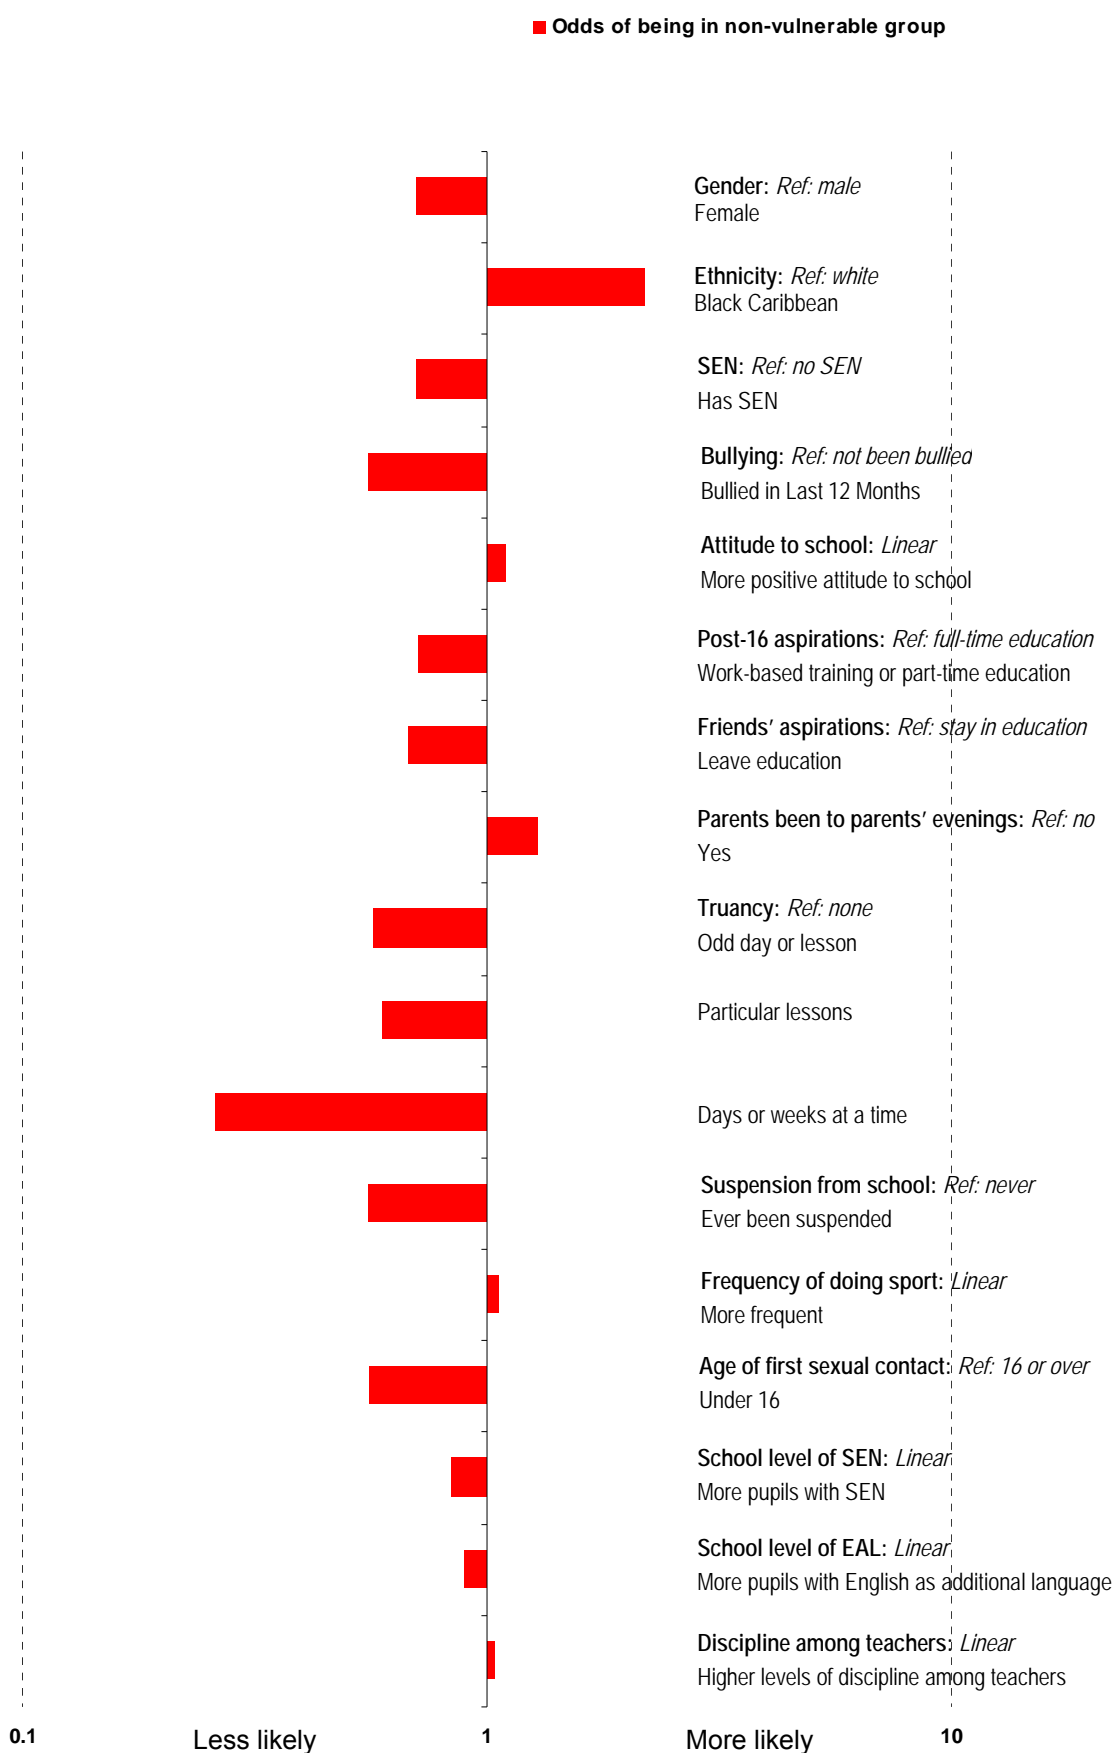 Odds of being in non-vulnerable group
Gender: Ref: male
Female
Ethnicity: Ref: white
Black Caribbean
SEN: Ref: no SEN
Has SEN
Bullying: Ref: not been bullied
Bullied in Last 12 Months
Attitude to school: Linear
More positive attitude to school
Post-16 aspirations: Ref: full-time education
Work-based training or part-time education
Friends’ aspirations: Ref: stay in education
Leave education
Parents been to parents’ evenings: Ref: no
Yes
Truancy: Ref: none
Odd day or lesson
Particular lessons
Days or weeks at a time
Suspension from school: Ref: never
Ever been suspended
Frequency of doing sport: Linear
More frequent
Age of first sexual contact: Ref: 16 or over
Under 16
School level of SEN: Linear
More pupils with SEN
School level of EAL: Linear
More pupils with English as additional language
Discipline among teachers: Linear
Higher levels of discipline among teachers
0.1 Less likely 1 More likely 10